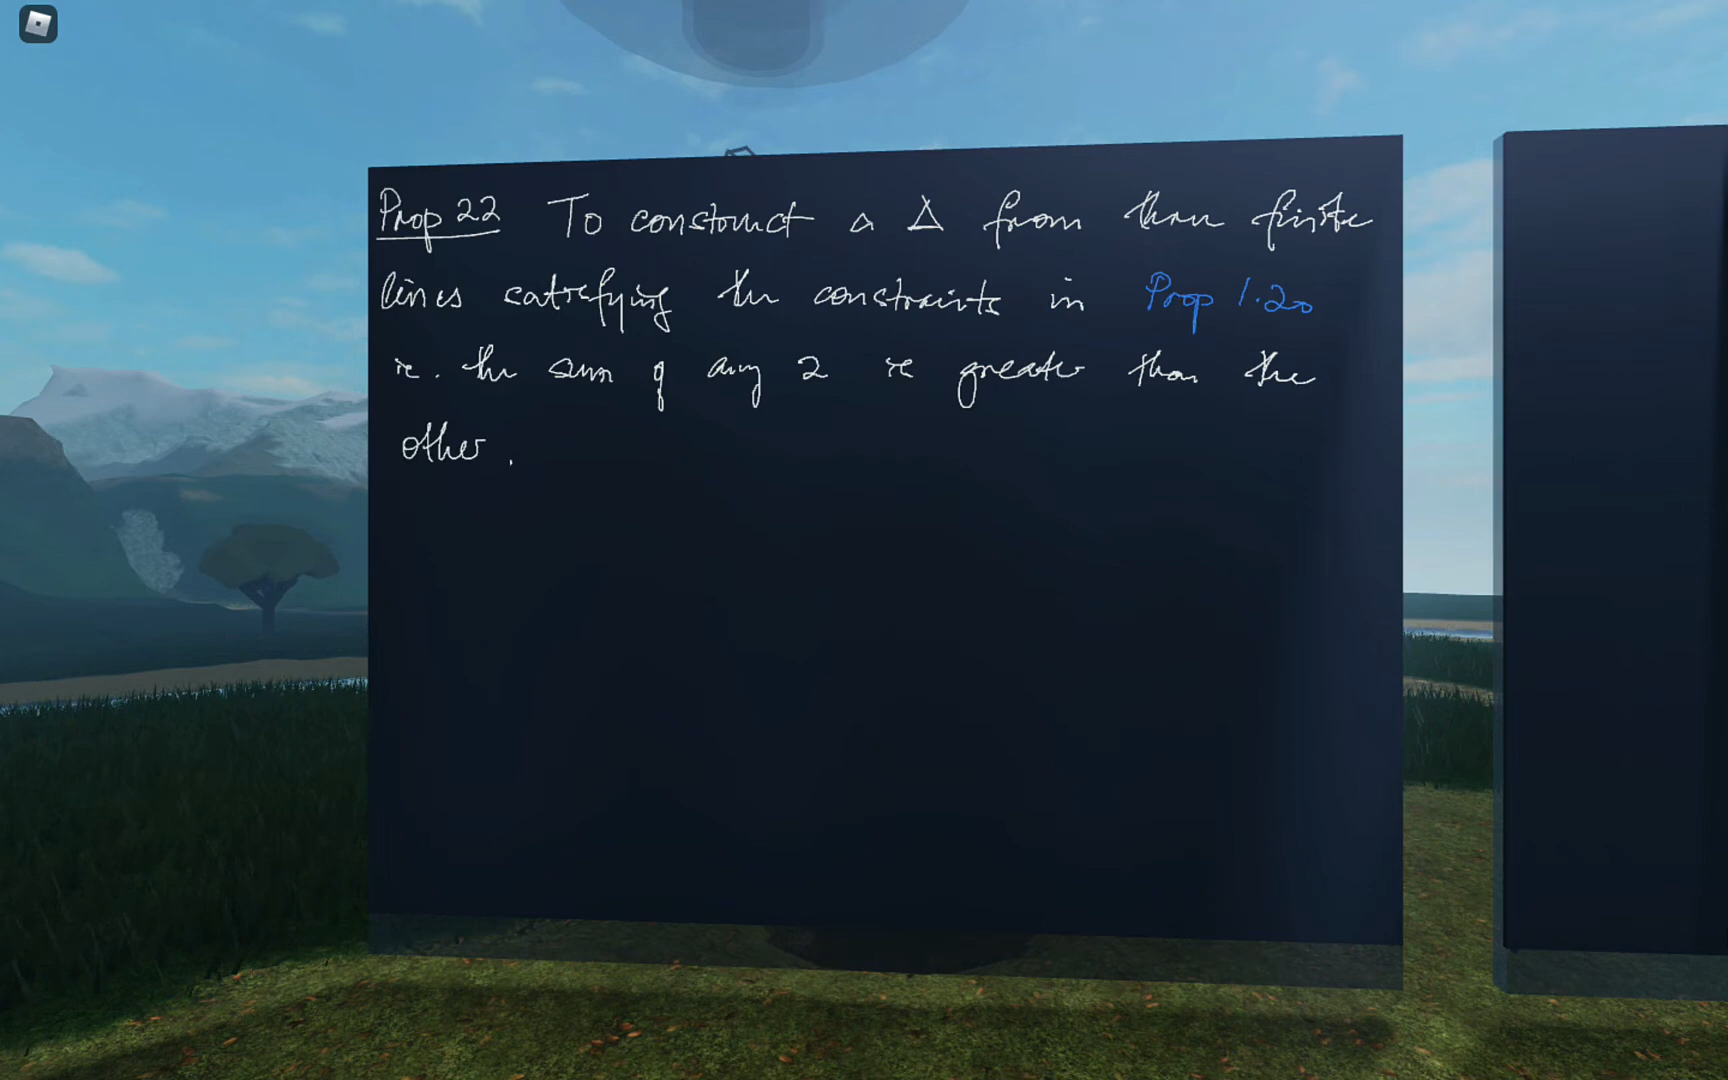 Prop 22 To construct a Δ from three finite
lines satisfying the constraints in Prop 1.20
ie. the sum of any 2 is greater than the
other.